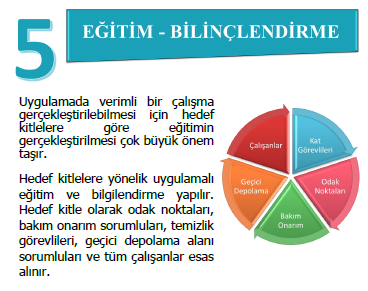 5
EĞİTİM - BİLİNÇLENDİRME
Uygulamada verimli bir çalışma
gerçekleştirilebilmesi için hedef
kitlelere göre eğitimin
gerçekleştirilmesi çok büyük önem
taşır.
Hedef kitlelere yönelik uygulamalı
eğitim ve bilgilendirme yapılır.
Hedef kitle olarak odak noktaları,
bakım onarım sorumluları, temizlik
görevlileri, geçici depolama alanı
sorumluları ve tüm çalışanlar esas
alınır.
Çalışanlar
Kat
Görevlileri
Odak
Noktaları
Bakım
Onarım
Geçici
Depolama